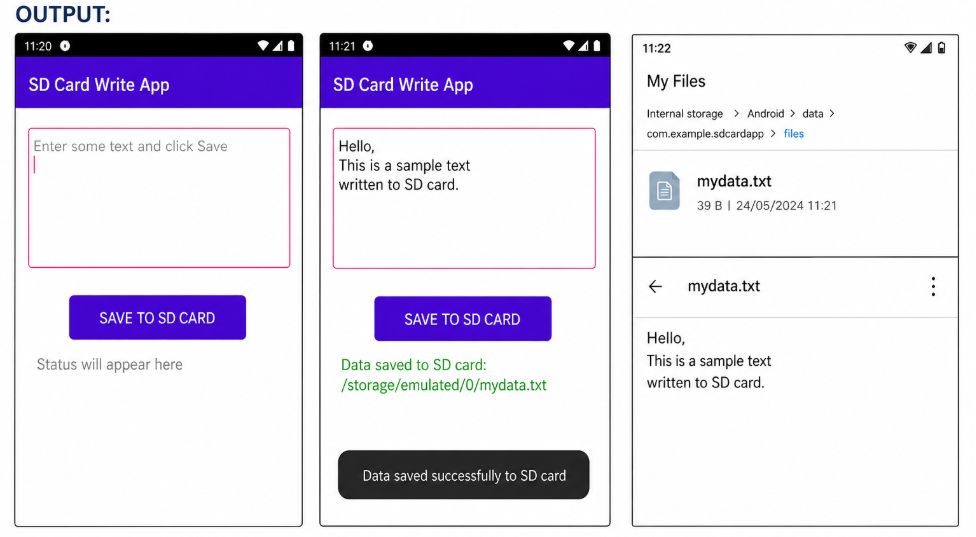 OUTPUT:
11:20
SD Card Write App
Enter some text and click Save
SAVE TO SD CARD
Status will appear here
11:21
SD Card Write App
Hello,
This is a sample text
written to SD card.
SAVE TO SD CARD
Data saved to SD card:
/storage/emulated/0/mydata.txt
Data saved successfully to SD card
11:22
My Files
Internal storage > Android > data >
com.example.sdcardapp > files
mydata.txt
39 B | 24/05/2024 11:21
mydata.txt
Hello,
This is a sample text
written to SD card.